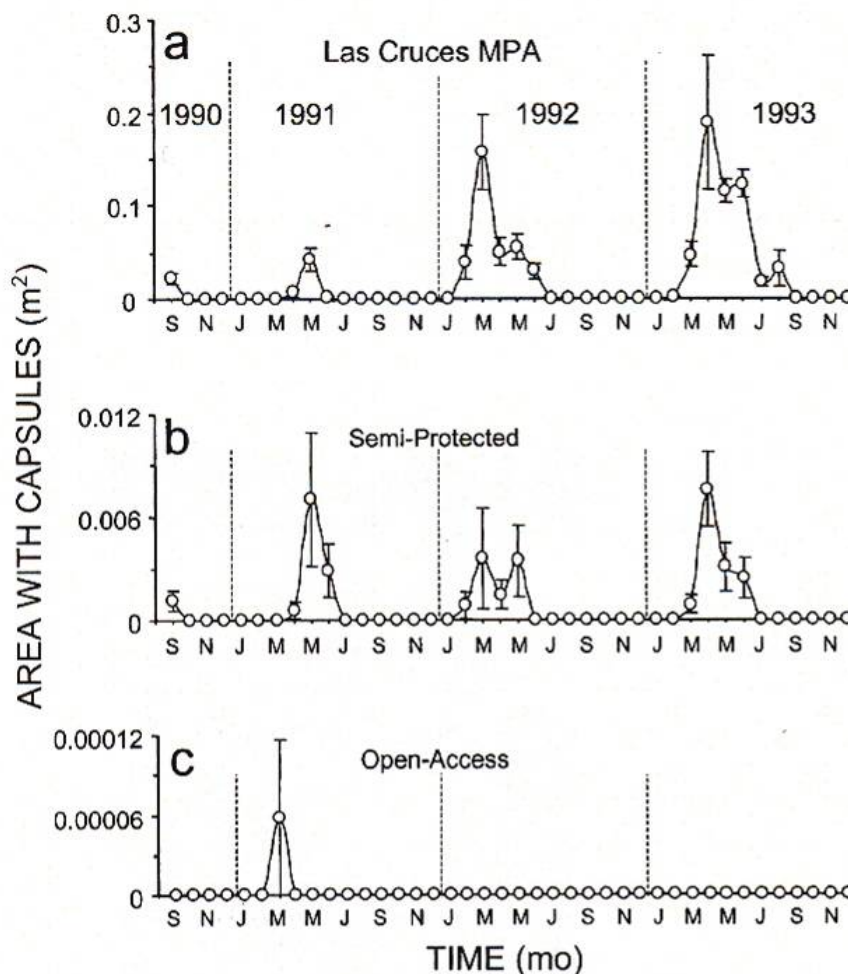 a
Las Cruces MPA
1990 1991 1992 1993
0.3
0.2
0.1
0
S N J M M J S N J M M J S N J M M J S N
AREA WITH CAPSULES (m²)
b
Semi-Protected
0.012
0.006
0
S N J M M J S N J M M J S N J M M J S N
c
Open-Access
0.00012
0.00006
0
S N J M M J S N J M M J S N J M M J S N
TIME (mo)